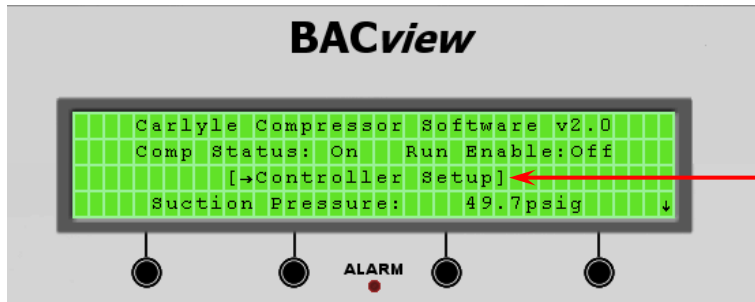 BACview
Carlyle Compressor Software v2.0
Comp Status: On Run Enable:Off
[→Controller Setup]
Suction Pressure: 49.7psig ↓
ALARM